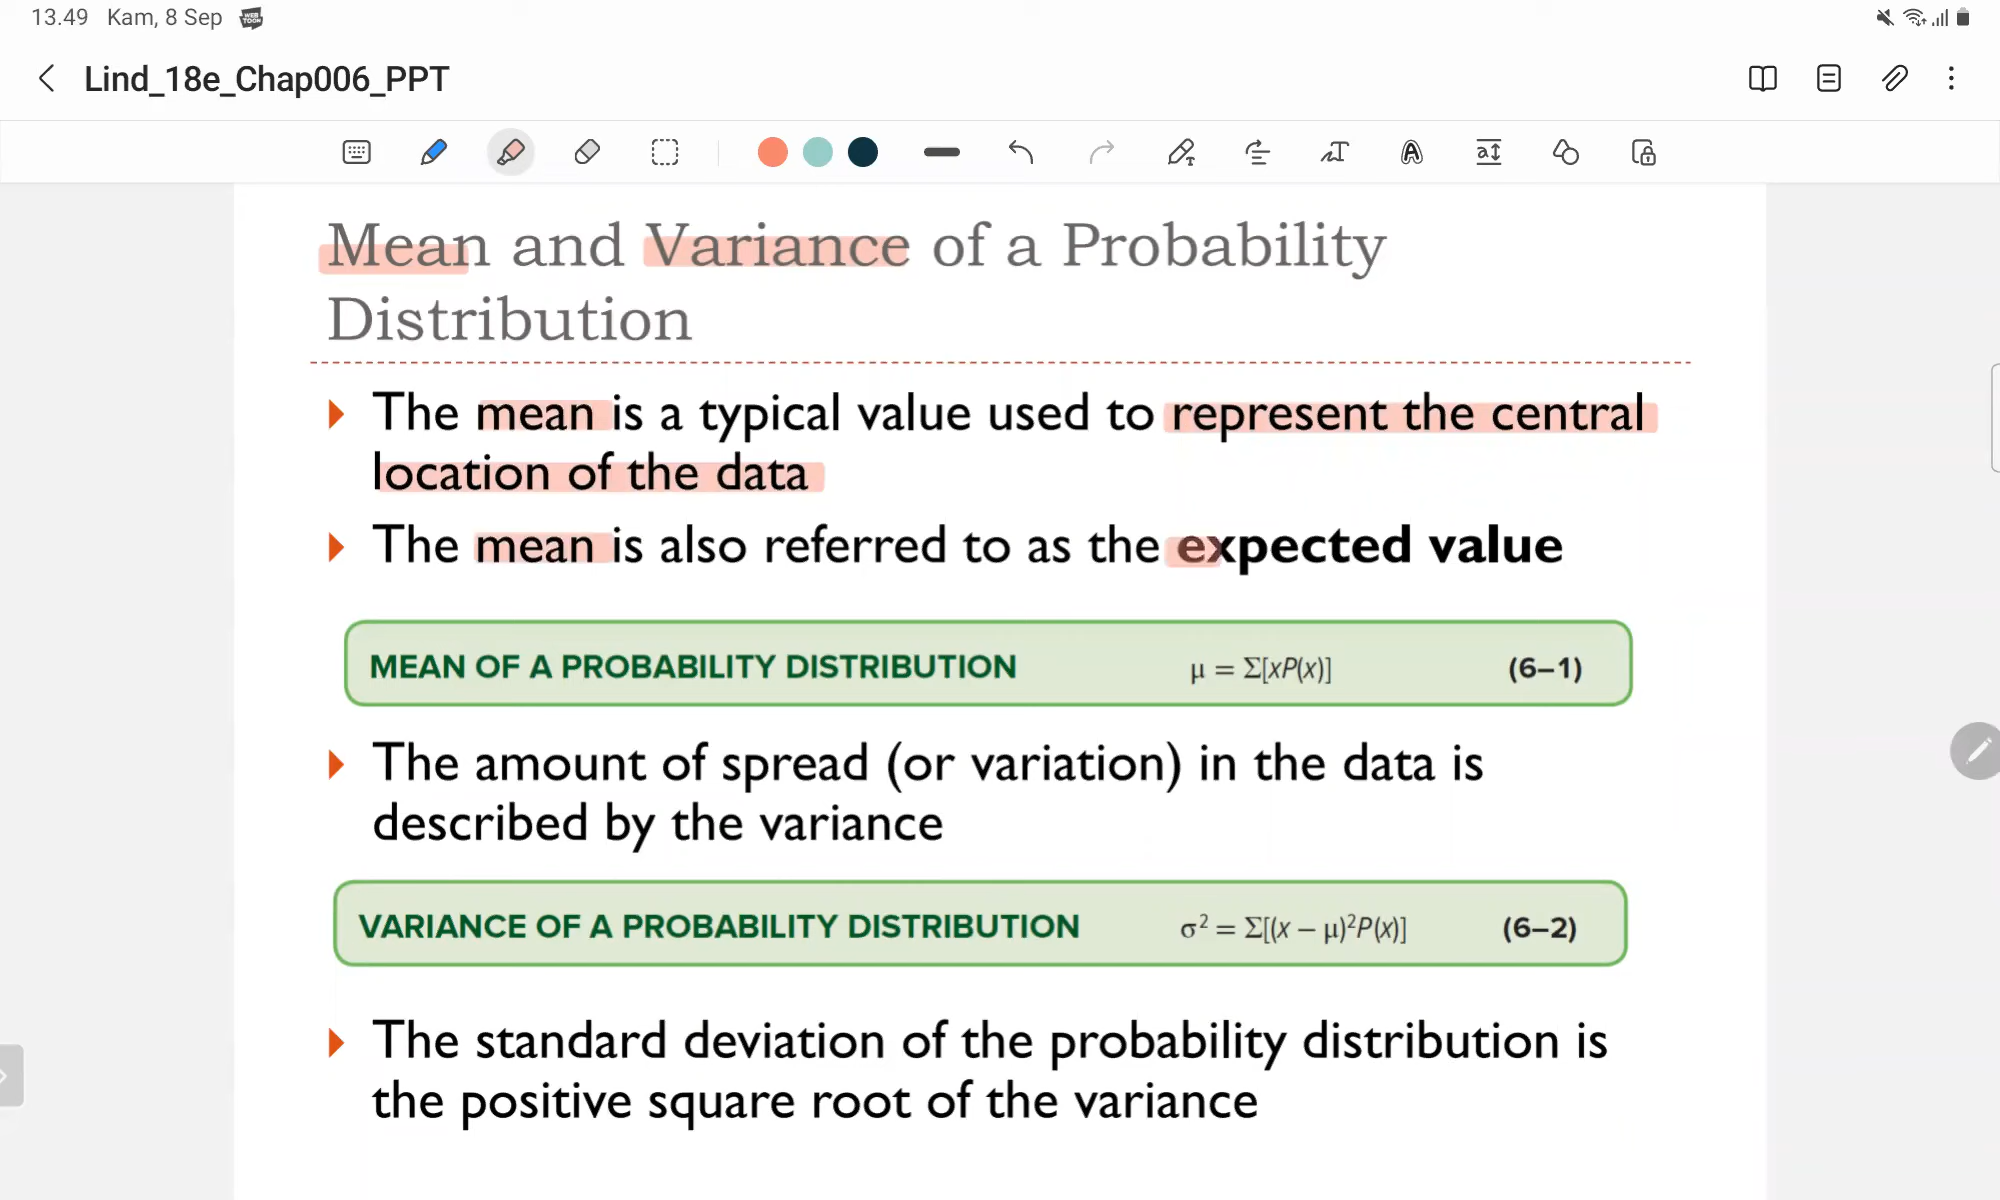 13.49 Kam, 8 Sep WEB TOON
Lind_18e_Chap006_PPT
Mean and Variance of a Probability
Distribution
The mean is a typical value used to represent the central
location of the data
The mean is also referred to as the expected value
MEAN OF A PROBABILITY DISTRIBUTION μ = Σ[xP(x)] (6–1)
The amount of spread (or variation) in the data is
described by the variance
VARIANCE OF A PROBABILITY DISTRIBUTION σ² = Σ[(x – μ)²P(x)] (6–2)
The standard deviation of the probability distribution is
the positive square root of the variance